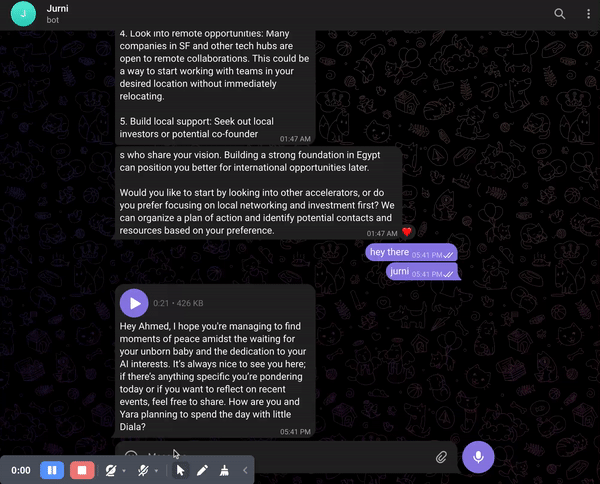 Jurni
bot
4. Look into remote opportunities: Many
companies in SF and other tech hubs are
open to remote collaborations. This could be
a way to start working with teams in your
desired location without immediately
relocating.
5. Build local support: Seek out local
investors or potential co-founder
01:47 AM
s who share your vision. Building a strong foundation in Egypt
can position you better for international opportunities later.
Would you like to start by looking into other accelerators, or do
you prefer focusing on local networking and investment first? We
can organize a plan of action and identify potential contacts and
resources based on your preference.
01:47 AM ❤️
hey there 05:41 PM
jurni 05:41 PM
0:21 • 426 KB
Hey Ahmed, I hope you're managing to find
moments of peace amidst the waiting for
your unborn baby and the dedication to your
AI interests. It's always nice to see you here;
if there's anything specific you're pondering
today or if you want to reflect on recent
events, feel free to share. How are you and
Yara planning to spend the day with little
Diala?
05:41 PM
0:00